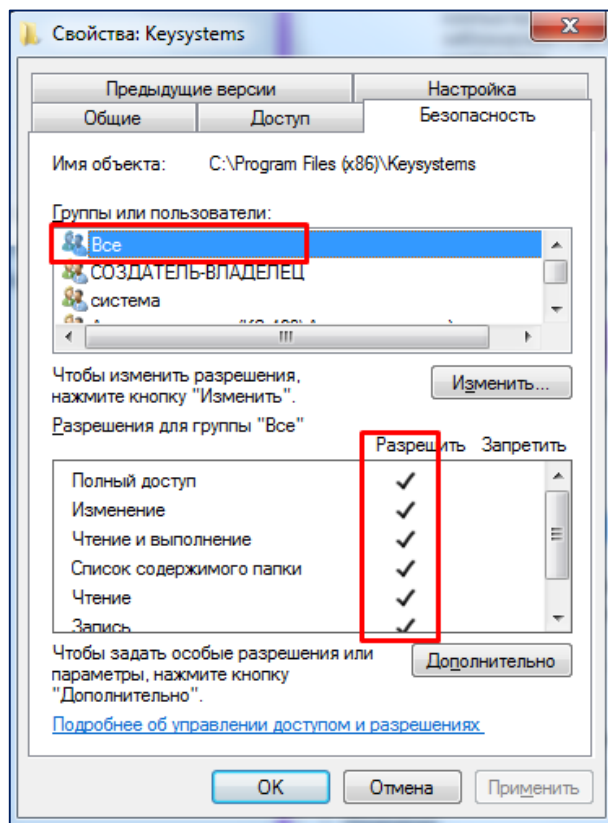 Свойства: Keysystems
Предыдущие версии Настройка
Общие Доступ Безопасность
Имя объекта: C:\Program Files (x86)\Keysystems
Группы или пользователи:
Все
СОЗДАТЕЛЬ-ВЛАДЕЛЕЦ
система
Чтобы изменить разрешения,
нажмите кнопку "Изменить".
Изменить...
Разрешения для группы "Все"
Разрешить Запретить
Полный доступ
Изменение
Чтение и выполнение
Список содержимого папки
Чтение
Запись
Чтобы задать особые разрешения или
параметры, нажмите кнопку
"Дополнительно".
Дополнительно
Подробнее об управлении доступом и разрешениях
OK Отмена Применить